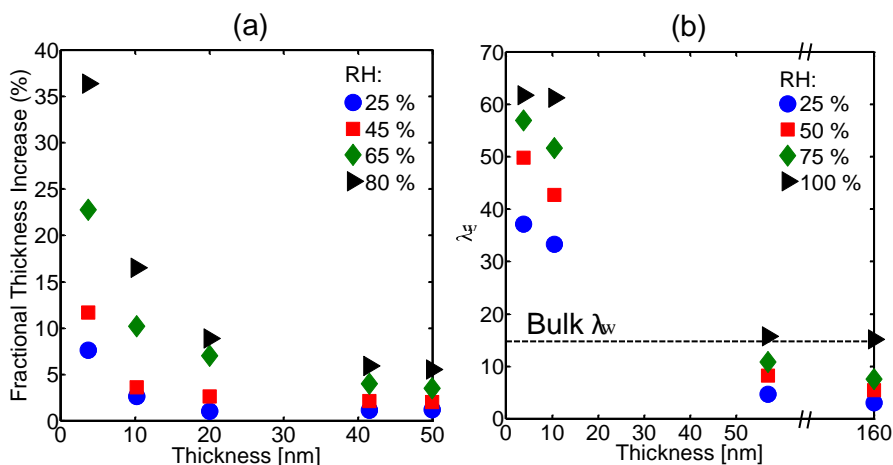 (a)
40
35
30
25
20
15
10
5
0
Fractional Thickness Increase (%)
RH:
25 %
45 %
65 %
80 %
0 10 20 30 40 50
Thickness [nm]
(b)
70
60
50
40
30
20
10
0
λ
RH:
25 %
50 %
75 %
100 %
Bulk λw
0 10 20 30 40 50 160
Thickness [nm]